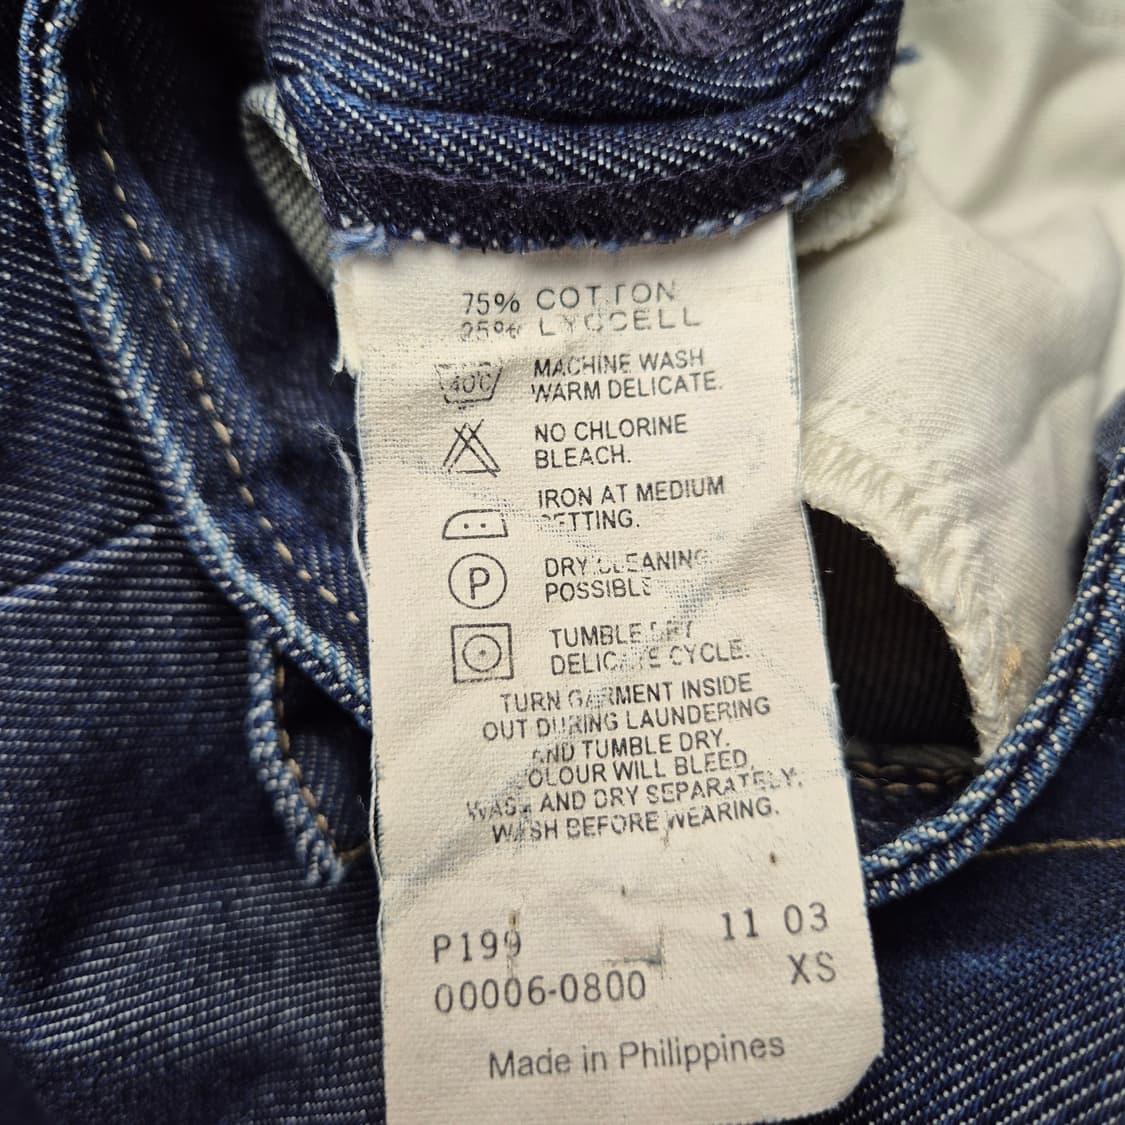 75% COTTON
25% LYOCELL
40°C
MACHINE WASH
WARM DELICATE.
NO CHLORINE
BLEACH.
IRON AT MEDIUM
SETTING.
P
DRY CLEANING
POSSIBLE
TUMBLE DRY
DELICATE CYCLE.
TURN GARMENT INSIDE
OUT DURING LAUNDERING
AND TUMBLE DRY.
COLOUR WILL BLEED,
WASH AND DRY SEPARATELY.
WASH BEFORE WEARING.
P199 11 03
00006-0800 XS
Made in Philippines